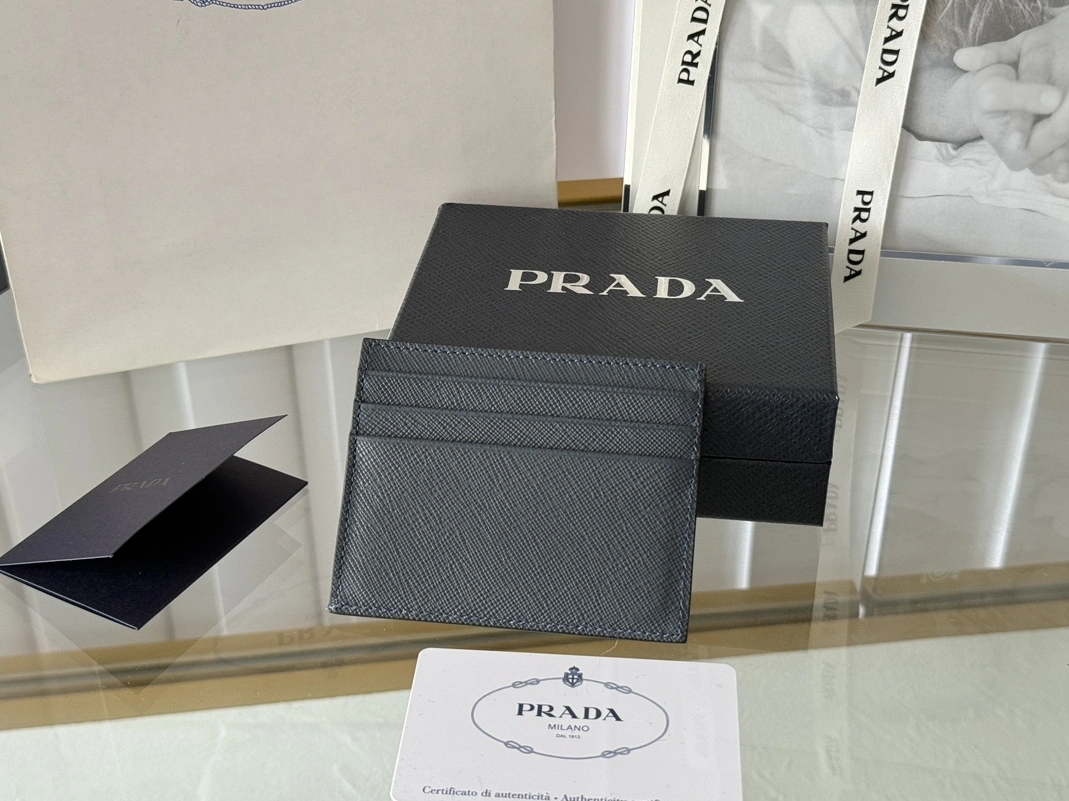 PRADA
PRADA
PRADA
PRADA
PRADA
PRADA
MILANO
DAL 1913
Certificato di autenticità • Authenticity